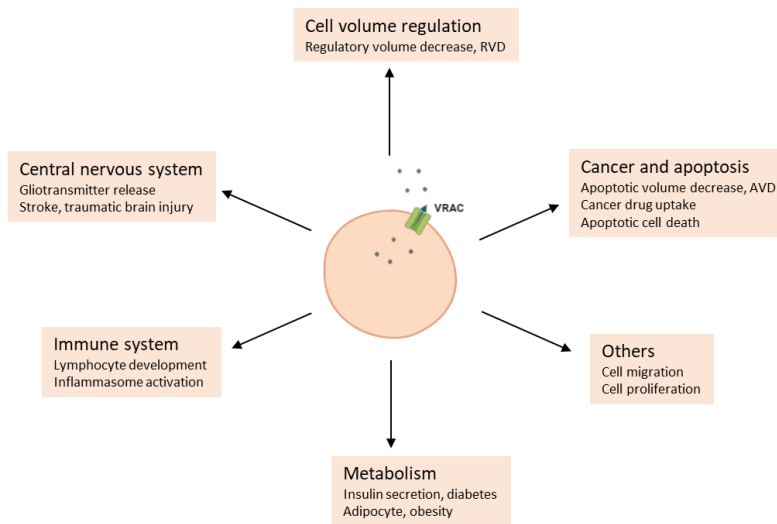 Cell volume regulation
Regulatory volume decrease, RVD
Central nervous system
Gliotransmitter release
Stroke, traumatic brain injury
Cancer and apoptosis
Apoptotic volume decrease, AVD
Cancer drug uptake
Apoptotic cell death
VRAC
Immune system
Lymphocyte development
Inflammasome activation
Others
Cell migration
Cell proliferation
Metabolism
Insulin secretion, diabetes
Adipocyte, obesity